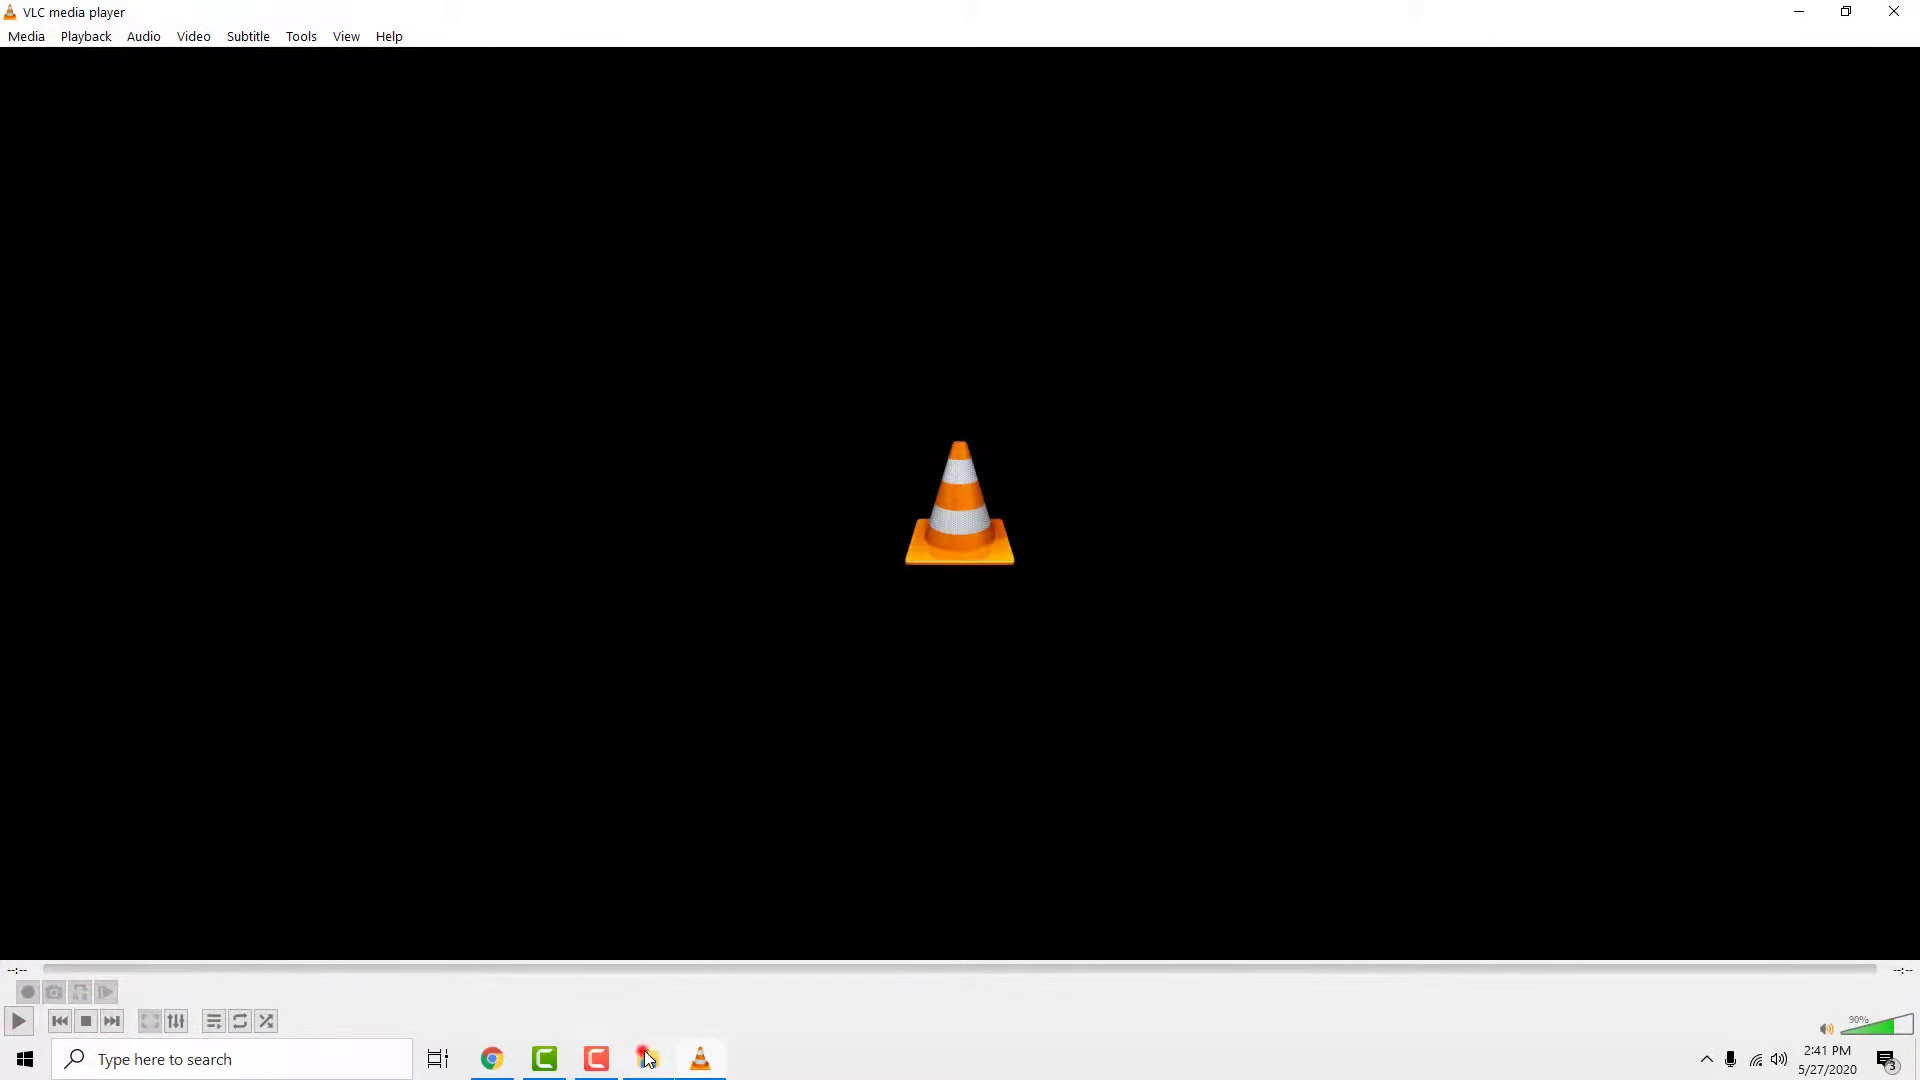 VLC media player
Media Playback Audio Video Subtitle Tools View Help
--:-- --:--
90%
Type here to search
2:41 PM
5/27/2020
3